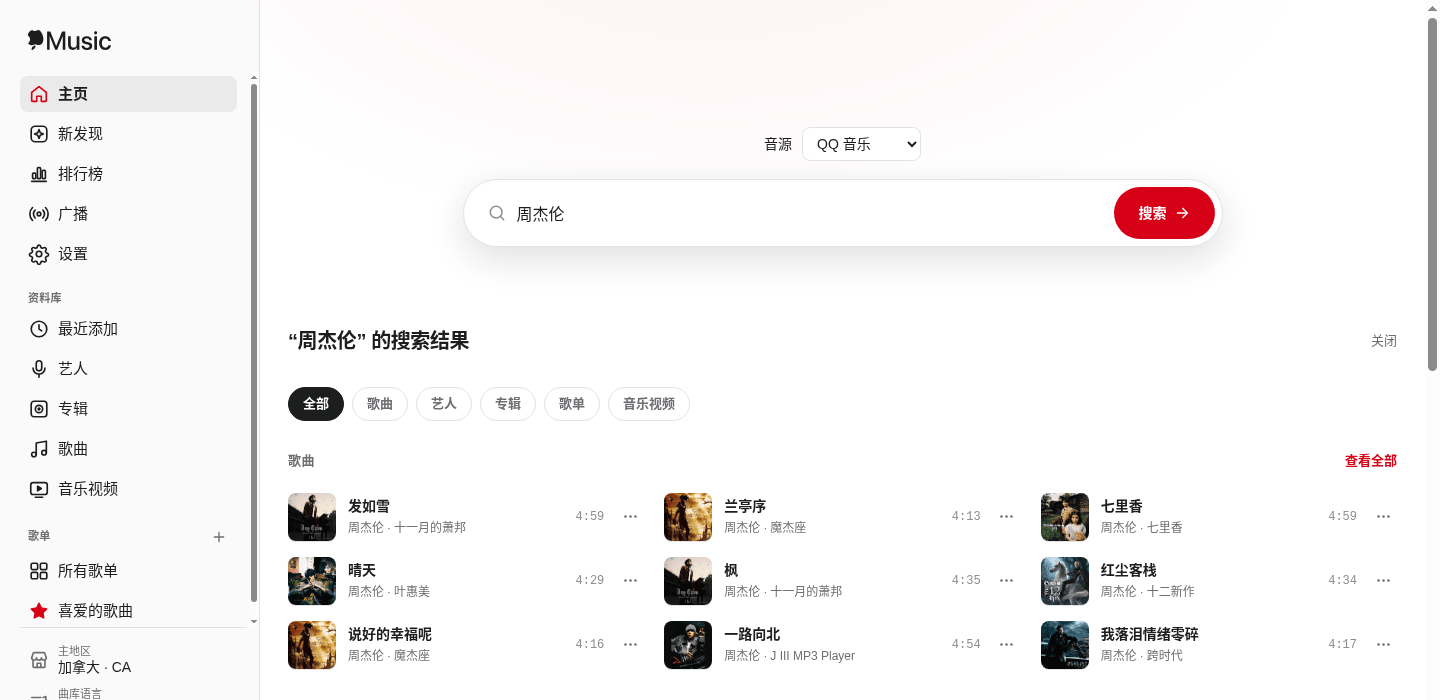 Music
主页
新发现
排行榜
广播
设置
资料库
最近添加
艺人
专辑
歌曲
音乐视频
歌单
所有歌单
喜爱的歌曲
主地区
加拿大 · CA
曲库语言
音源 QQ 音乐
周杰伦
搜索
“周杰伦” 的搜索结果
关闭
全部 歌曲 艺人 专辑 歌单 音乐视频
歌曲
查看全部
发如雪
周杰伦 · 十一月的萧邦
4:59
兰亭序
周杰伦 · 魔杰座
4:13
七里香
周杰伦 · 七里香
4:59
晴天
周杰伦 · 叶惠美
4:29
枫
周杰伦 · 十一月的萧邦
4:35
红尘客栈
周杰伦 · 十二新作
4:34
说好的幸福呢
周杰伦 · 魔杰座
4:16
一路向北
周杰伦 · J III MP3 Player
4:54
我落泪情绪零碎
周杰伦 · 跨时代
4:17